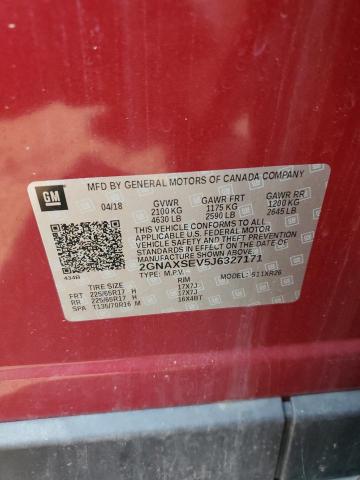 GM
MFD BY GENERAL MOTORS OF CANADA COMPANY
04/18 GVWR GAWR FRT GAWR RR
2100 KG 1175 KG 1200 KG
4630 LB 2590 LB 2645 LB
THIS VEHICLE CONFORMS TO ALL
APPLICABLE U.S. FEDERAL MOTOR
VEHICLE SAFETY AND THEFT PREVENTION
STANDARDS IN EFFECT ON THE DATE OF
MANUFACTURE SHOWN ABOVE.
2GNAXSEV5J6327171
434B
TYPE: M.P.V. MODEL: 511XR26
TIRE SIZE RIM
FRT 225/65R17 H 17X7J
RR 225/65R17 H 17X7J
SPA T135/70R16 M 16X4BT